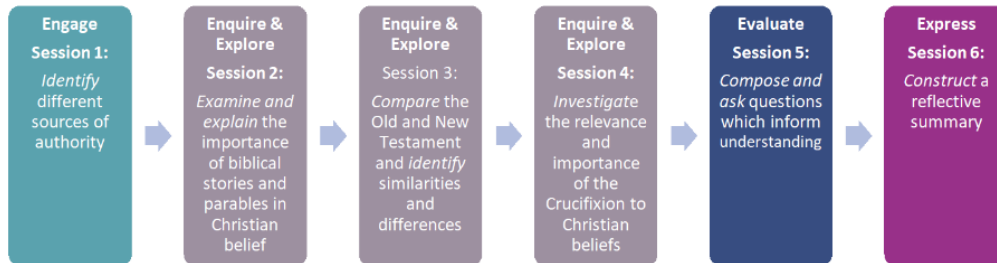 Engage
Session 1:
Identify
different
sources of
authority
Enquire &
Explore
Session 2:
Examine and
explain the
importance
of biblical
stories and
parables in
Christian
belief
Enquire &
Explore
Session 3:
Compare the
Old and New
Testament
and identify
similarities
and
differences
Enquire &
Explore
Session 4:
Investigate
the relevance
and
importance
of the
Crucifixion to
Christian
beliefs
Evaluate
Session 5:
Compose and
ask questions
which inform
understanding
Express
Session 6:
Construct a
reflective
summary